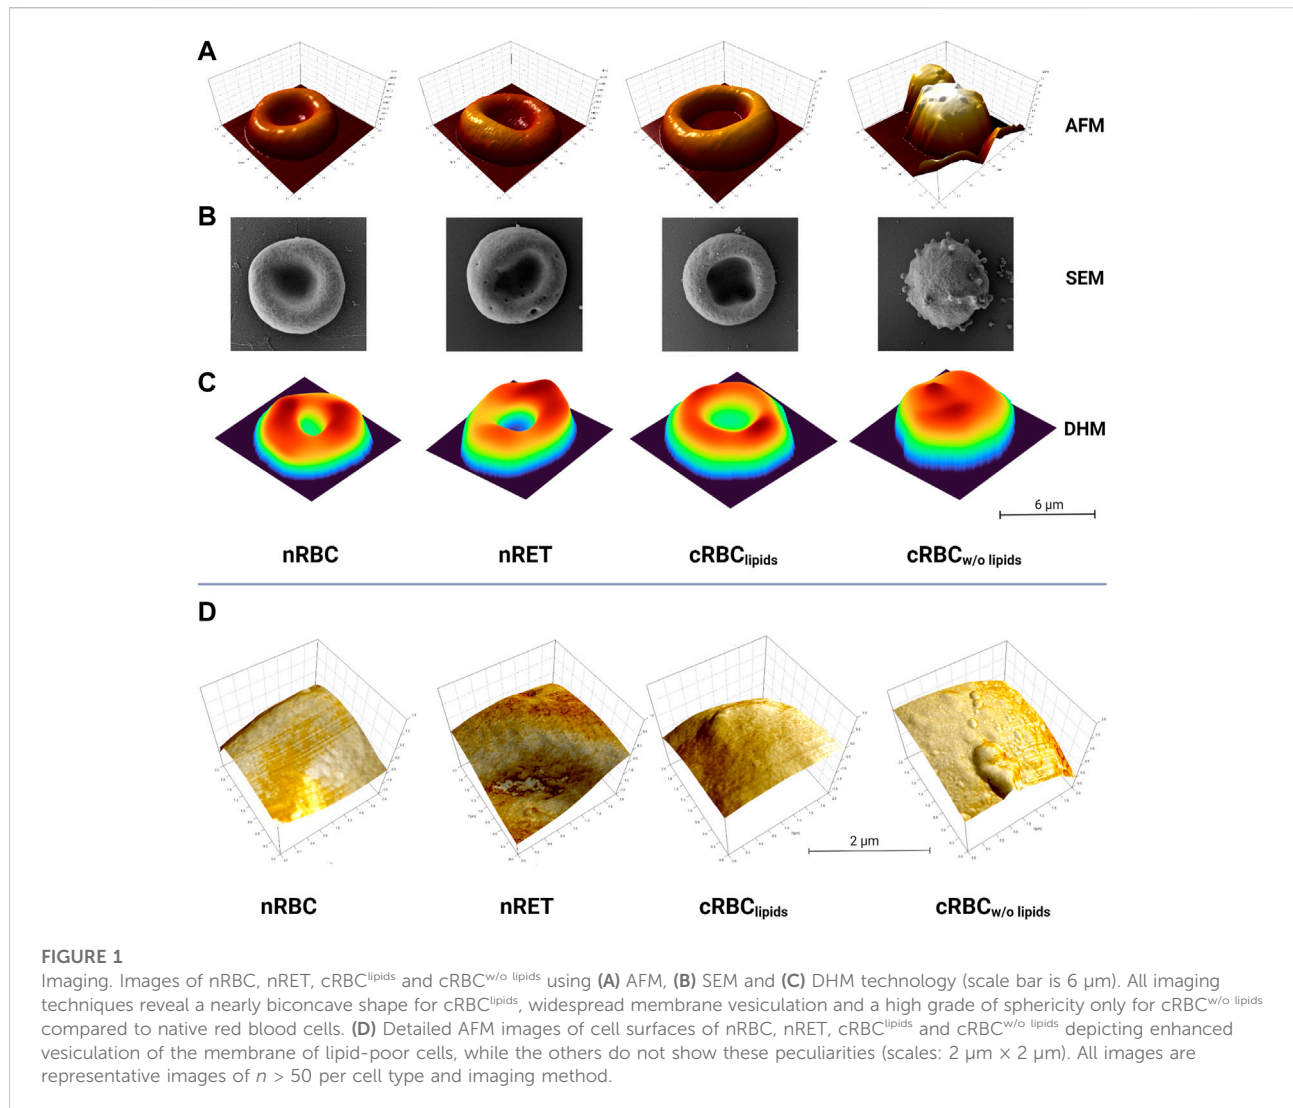 A
AFM
B
SEM
C
DHM
6 µm
nRBC nRET cRBClipids cRBCw/o lipids
D
2 µm
nRBC nRET cRBClipids cRBCw/o lipids
FIGURE 1
Imaging. Images of nRBC, nRET, cRBClipids and cRBCw/o lipids using (A) AFM, (B) SEM and (C) DHM technology (scale bar is 6 µm). All imaging
techniques reveal a nearly biconcave shape for cRBClipids, widespread membrane vesiculation and a high grade of sphericity only for cRBCw/o lipids
compared to native red blood cells. (D) Detailed AFM images of cell surfaces of nRBC, nRET, cRBClipids and cRBCw/o lipids depicting enhanced
vesiculation of the membrane of lipid-poor cells, while the others do not show these peculiarities (scales: 2 µm × 2 µm). All images are
representative images of n > 50 per cell type and imaging method.